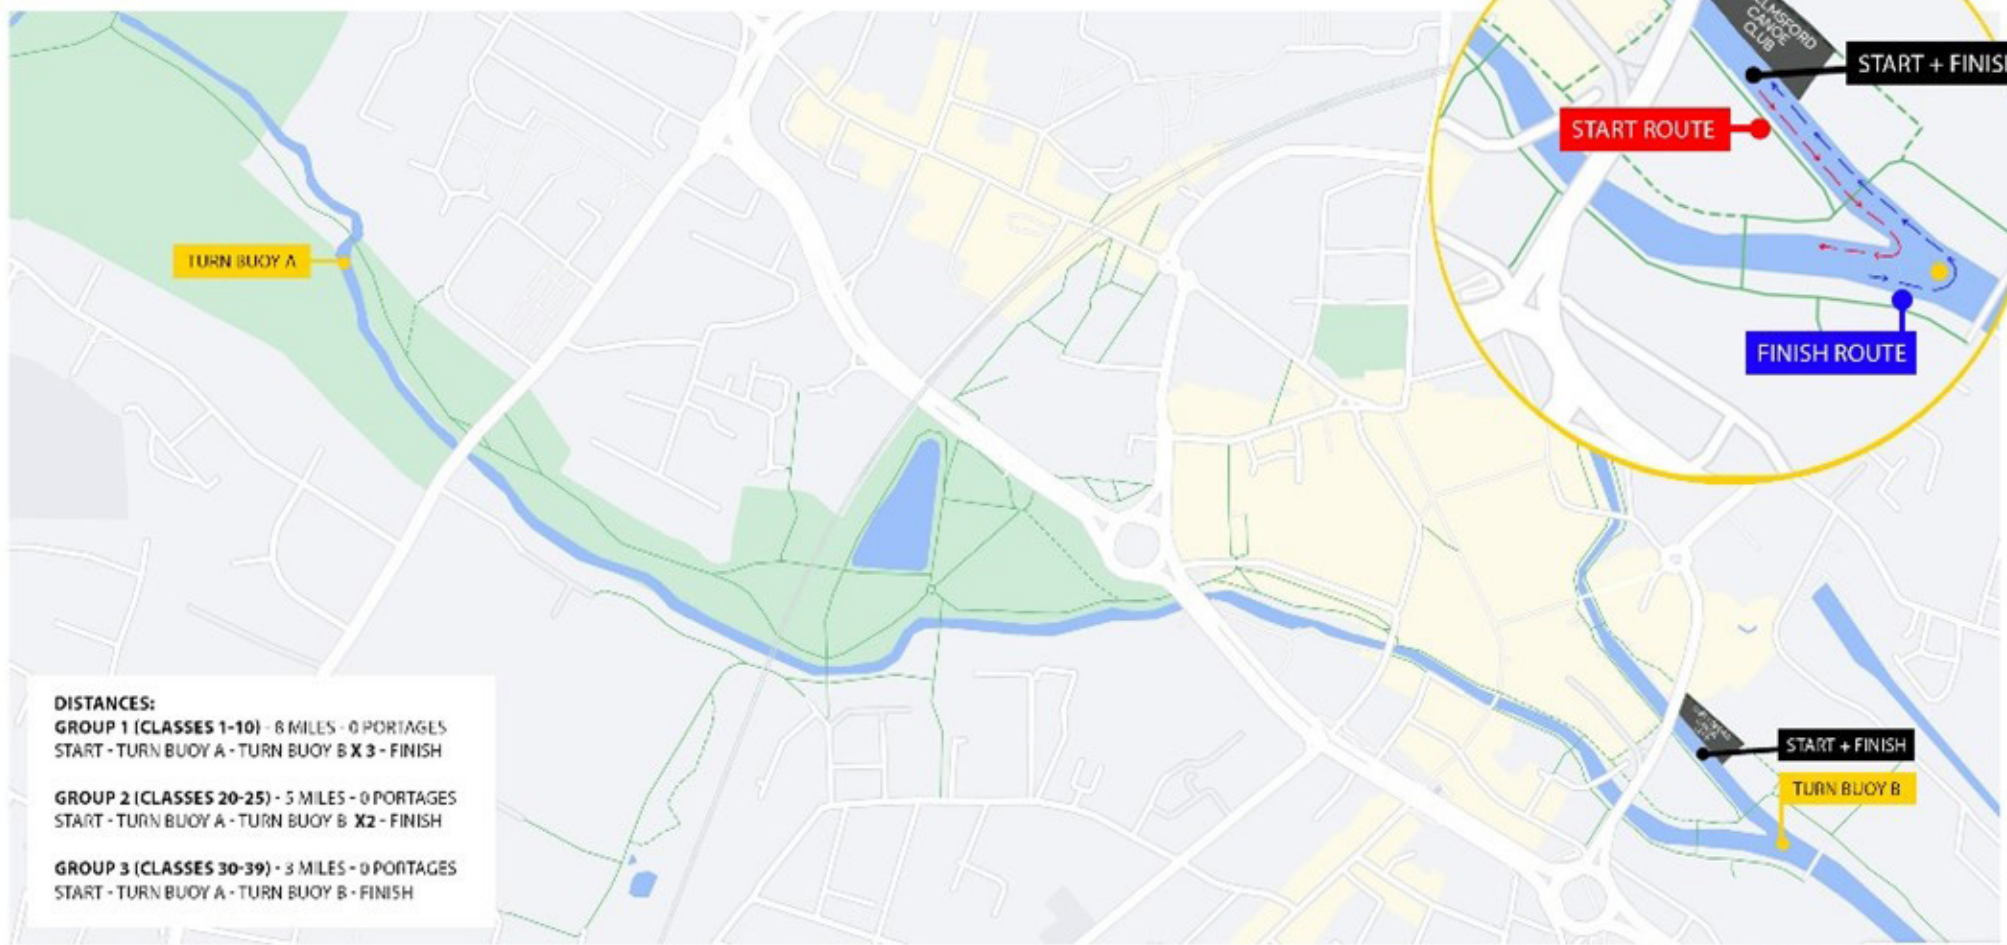 ELMSFORD
CANOE
CLUB
START + FINISH
START ROUTE
FINISH ROUTE
TURN BUOY A
START + FINISH
TURN BUOY B
DISTANCES:
GROUP 1 (CLASSES 1-10) - 8 MILES - 0 PORTAGES
START - TURN BUOY A - TURN BUOY B X 3 - FINISH
GROUP 2 (CLASSES 20-25) - 5 MILES - 0 PORTAGES
START - TURN BUOY A - TURN BUOY B X2 - FINISH
GROUP 3 (CLASSES 30-39) - 3 MILES - 0 PORTAGES
START - TURN BUOY A - TURN BUOY B - FINISH